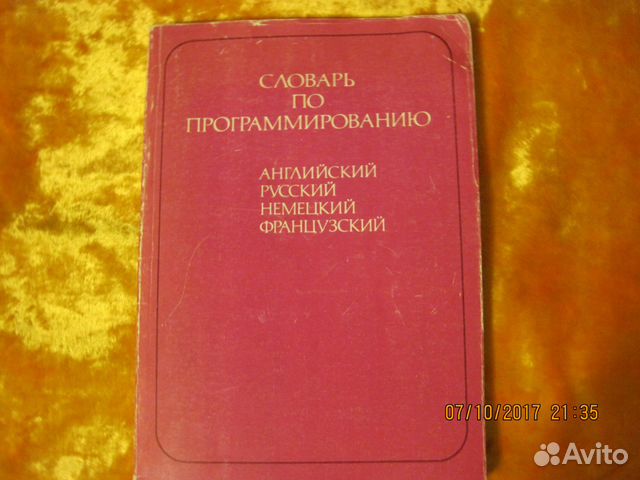 СЛОВАРЬ
ПО
ПРОГРАММИРОВАНИЮ
АНГЛИЙСКИЙ
РУССКИЙ
НЕМЕЦКИЙ
ФРАНЦУЗСКИЙ
07/10/2017 21:35
Avito